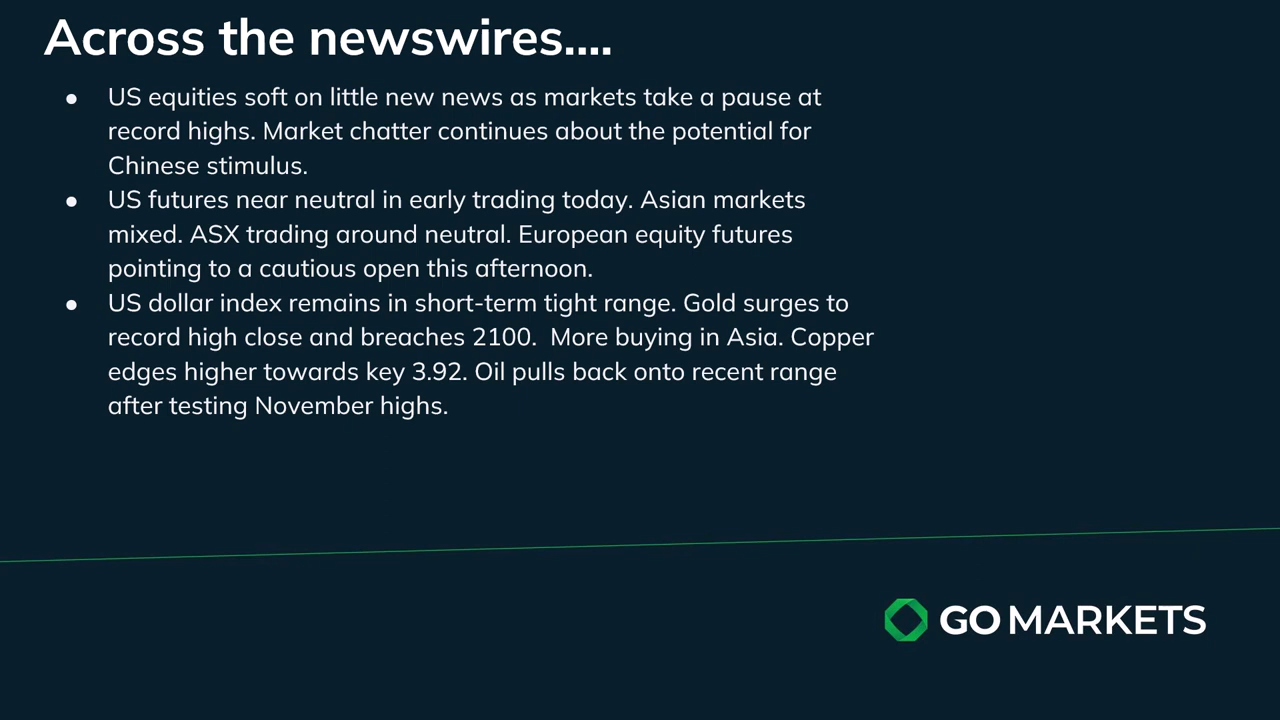 Across the newswires....
● US equities soft on little new news as markets take a pause at
record highs. Market chatter continues about the potential for
Chinese stimulus.
● US futures near neutral in early trading today. Asian markets
mixed. ASX trading around neutral. European equity futures
pointing to a cautious open this afternoon.
● US dollar index remains in short-term tight range. Gold surges to
record high close and breaches 2100.  More buying in Asia. Copper
edges higher towards key 3.92. Oil pulls back onto recent range
after testing November highs.
GO MARKETS